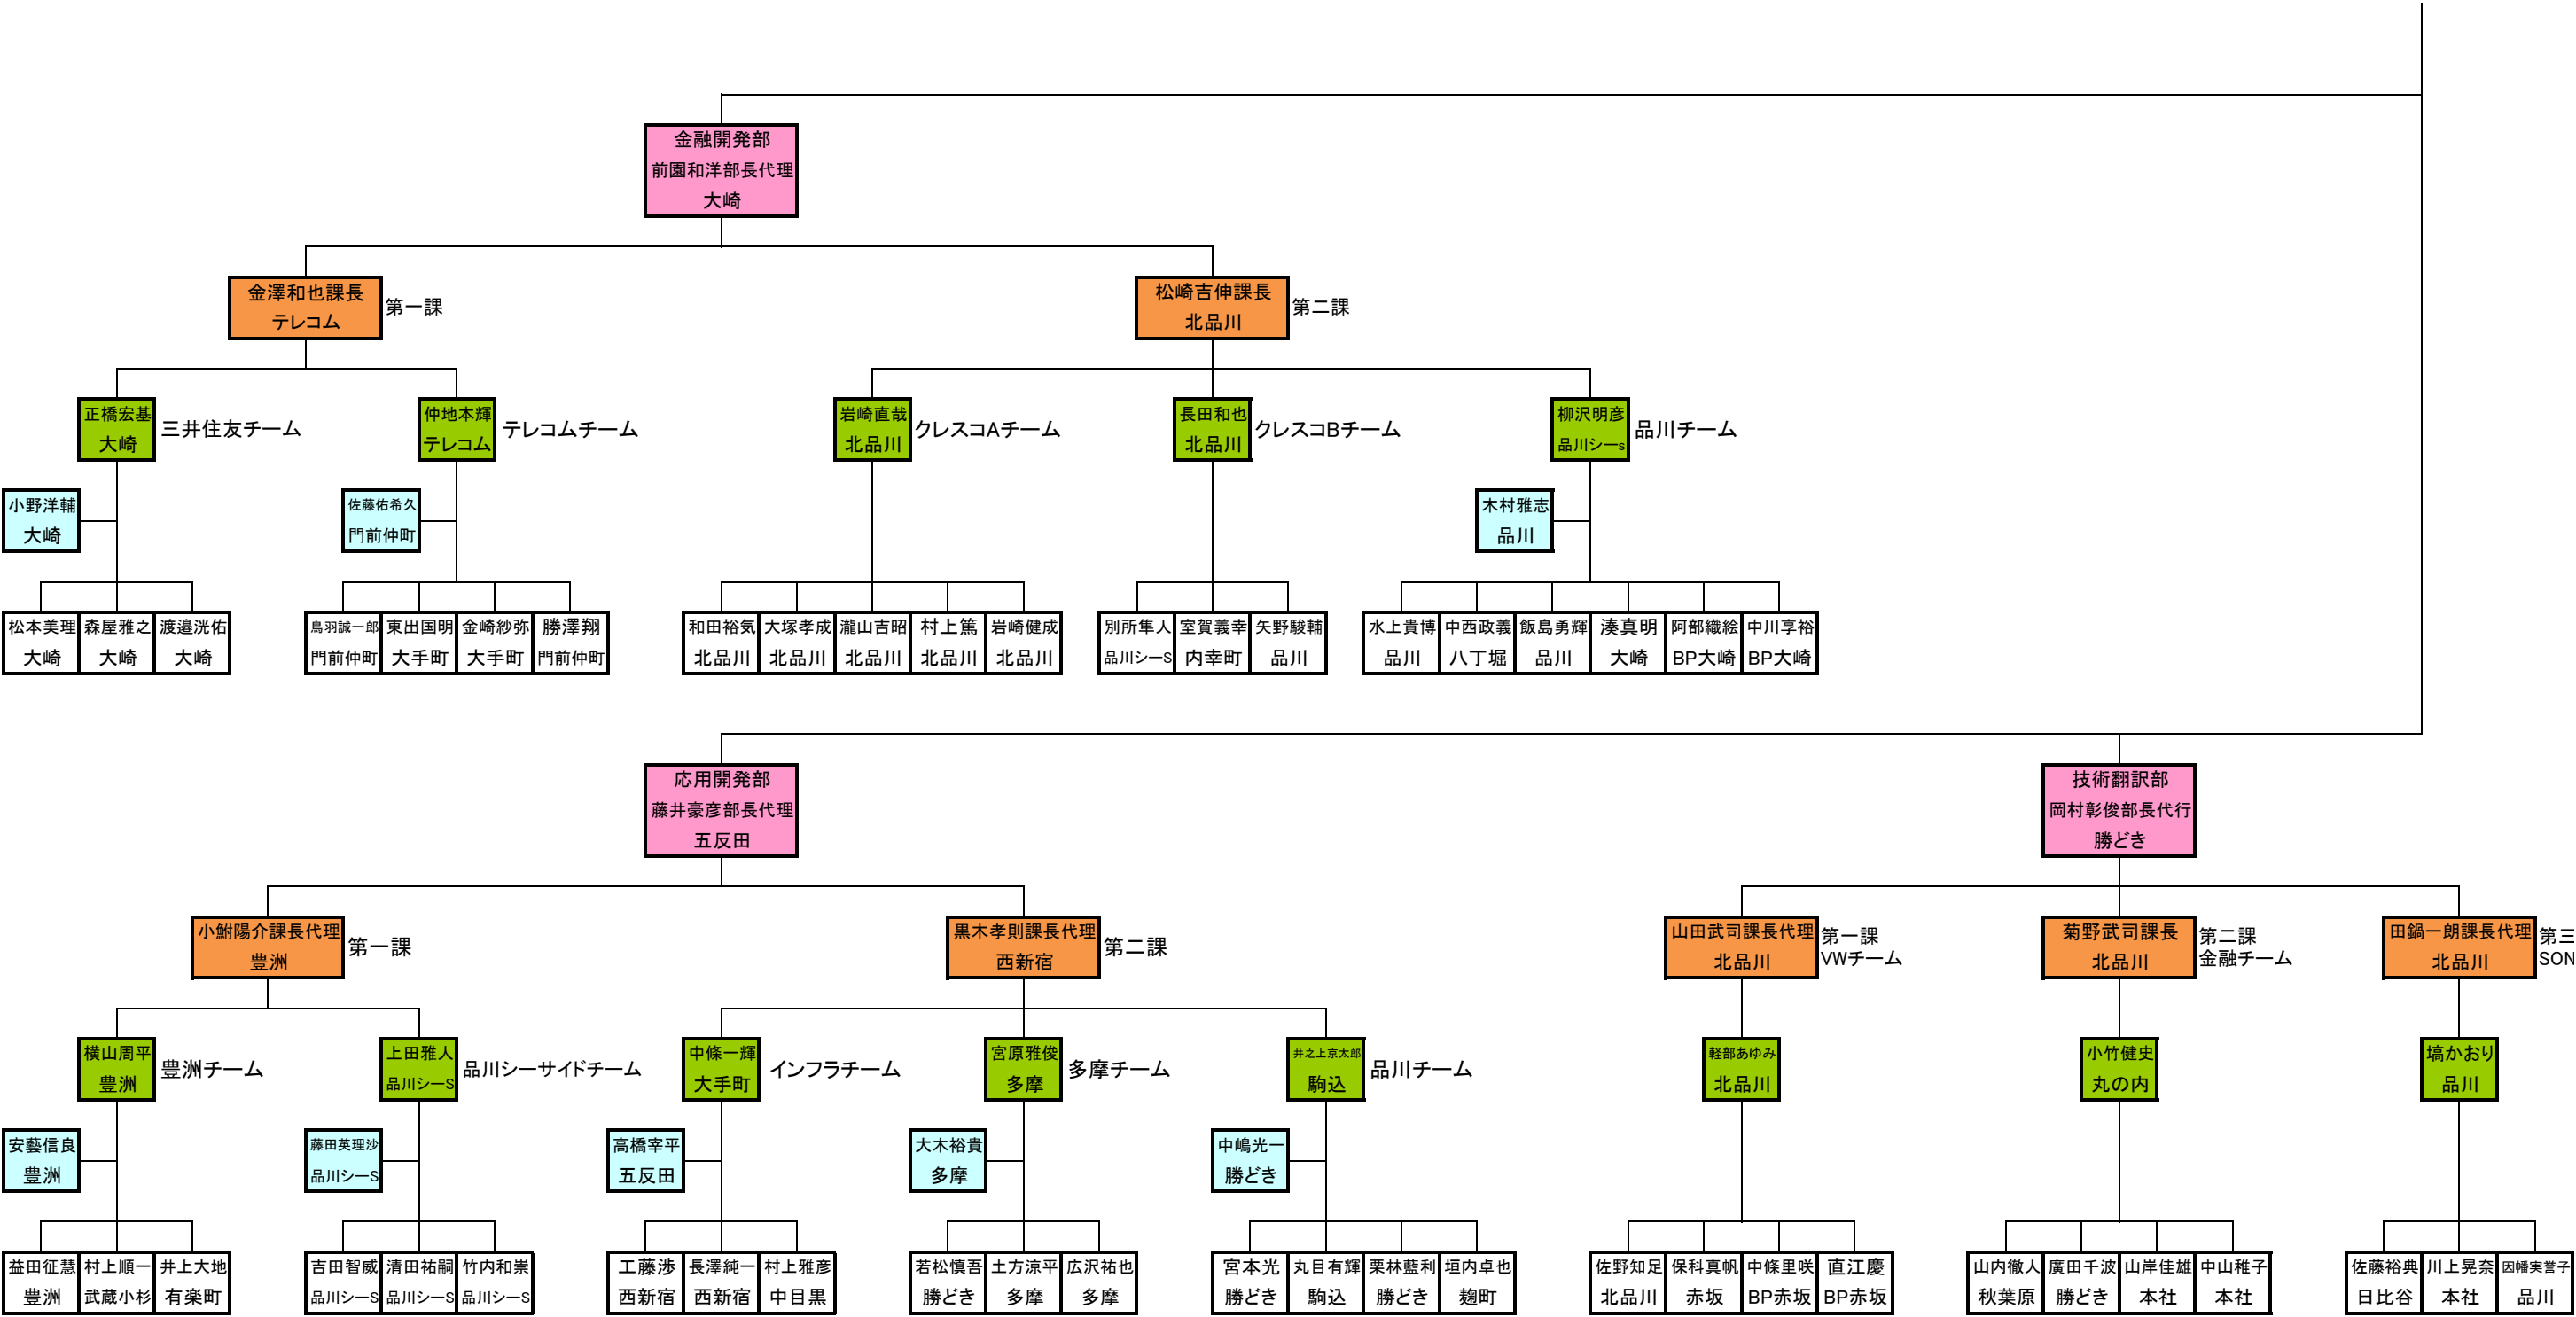 金融開発部
前園和洋部長代理
大崎
金澤和也課長
テレコム
第一課
松崎吉伸課長
北品川
第二課
正橋宏基
大崎
三井住友チーム
仲地本輝
テレコム
テレコムチーム
岩崎直哉
北品川
クレスコAチーム
長田和也
北品川
クレスコBチーム
柳沢明彦
品川シーs
品川チーム
小野洋輔
大崎
佐藤佑希久
門前仲町
木村雅志
品川
松本美理
大崎
森屋雅之
大崎
渡邉洸佑
大崎
鳥羽誠一郎
門前仲町
東出国明
大手町
金崎紗弥
大手町
勝澤翔
門前仲町
和田裕気
北品川
大塚孝成
北品川
瀧山吉昭
北品川
村上篤
北品川
岩崎健成
北品川
別所隼人
品川シーS
室賀義幸
内幸町
矢野駿輔
品川
水上貴博
品川
中西政義
八丁堀
飯島勇輝
品川
湊真明
大崎
阿部織絵
BP大崎
中川享裕
BP大崎
応用開発部
藤井豪彦部長代理
五反田
技術翻訳部
岡村彰俊部長代行
勝どき
小鮒陽介課長代理
豊洲
第一課
黒木孝則課長代理
西新宿
第二課
山田武司課長代理
北品川
第一課
VWチーム
菊野武司課長
北品川
第二課
金融チーム
田鍋一朗課長代理
北品川
第三
SON
横山周平
豊洲
豊洲チーム
上田雅人
品川シーS
品川シーサイドチーム
中條一輝
大手町
インフラチーム
宮原雅俊
多摩
多摩チーム
井之上京太郎
駒込
品川チーム
軽部あゆみ
北品川
小竹健史
丸の内
塙かおり
品川
安藝信良
豊洲
藤田英理沙
品川シーS
高橋宰平
五反田
大木裕貴
多摩
中嶋光一
勝どき
益田征慧
豊洲
村上順一
武蔵小杉
井上大地
有楽町
吉田智威
品川シーS
清田祐嗣
品川シーS
竹内和崇
品川シーS
工藤渉
西新宿
長澤純一
西新宿
村上雅彦
中目黒
若松慎吾
勝どき
土方涼平
多摩
広沢祐也
多摩
宮本光
勝どき
丸目有輝
駒込
栗林藍利
勝どき
垣内卓也
麹町
佐野知足
北品川
保科真帆
赤坂
中條里咲
BP赤坂
直江慶
BP赤坂
山内徹人
秋葉原
廣田千波
勝どき
山岸佳雄
本社
中山稚子
本社
佐藤裕典
日比谷
川上晃奈
本社
因幡実誉子
品川